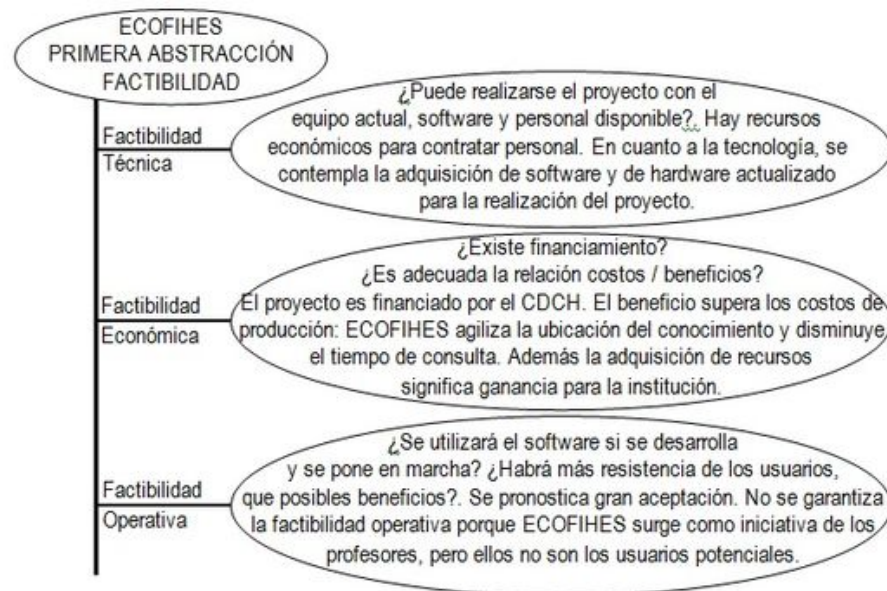 ECOFIHES
PRIMERA ABSTRACCIÓN
FACTIBILIDAD
Factibilidad
Técnica
¿Puede realizarse el proyecto con el
equipo actual, software y personal disponible?. Hay recursos
económicos para contratar personal. En cuanto a la tecnología, se
contempla la adquisición de software y de hardware actualizado
para la realización del proyecto.
Factibilidad
Económica
¿Existe financiamiento?
¿Es adecuada la relación costos / beneficios?
El proyecto es financiado por el CDCH. El beneficio supera los costos de
producción: ECOFIHES agiliza la ubicación del conocimiento y disminuye
el tiempo de consulta. Además la adquisición de recursos
significa ganancia para la institución.
Factibilidad
Operativa
¿Se utilizará el software si se desarrolla
y se pone en marcha? ¿Habrá más resistencia de los usuarios,
que posibles beneficios?. Se pronostica gran aceptación. No se garantiza
la factibilidad operativa porque ECOFIHES surge como iniciativa de los
profesores, pero ellos no son los usuarios potenciales.